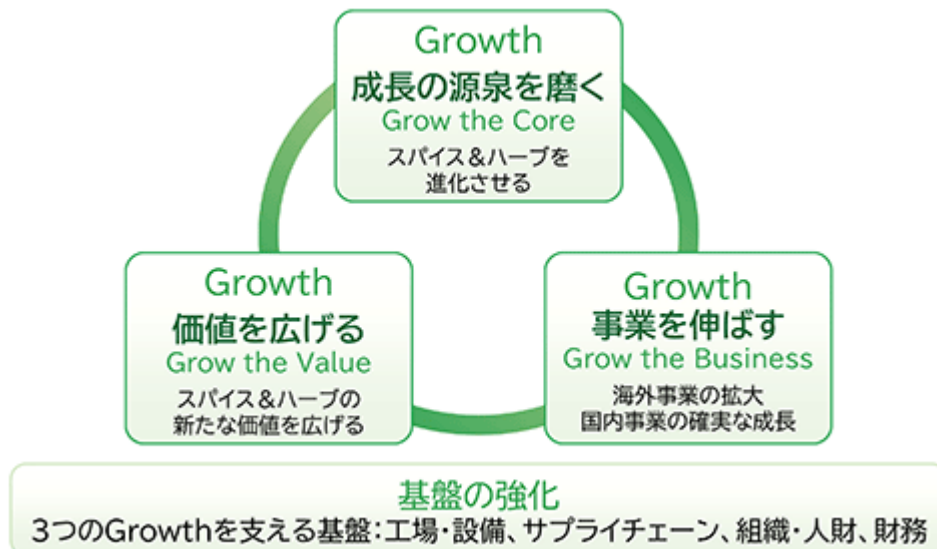 Growth
成長の源泉を磨く
Grow the Core
スパイス&ハーブを
進化させる
Growth
価値を広げる
Grow the Value
スパイス&ハーブの
新たな価値を広げる
Growth
事業を伸ばす
Grow the Business
海外事業の拡大
国内事業の確実な成長
基盤の強化
3つのGrowthを支える基盤:工場・設備、サプライチェーン、組織・人財、財務